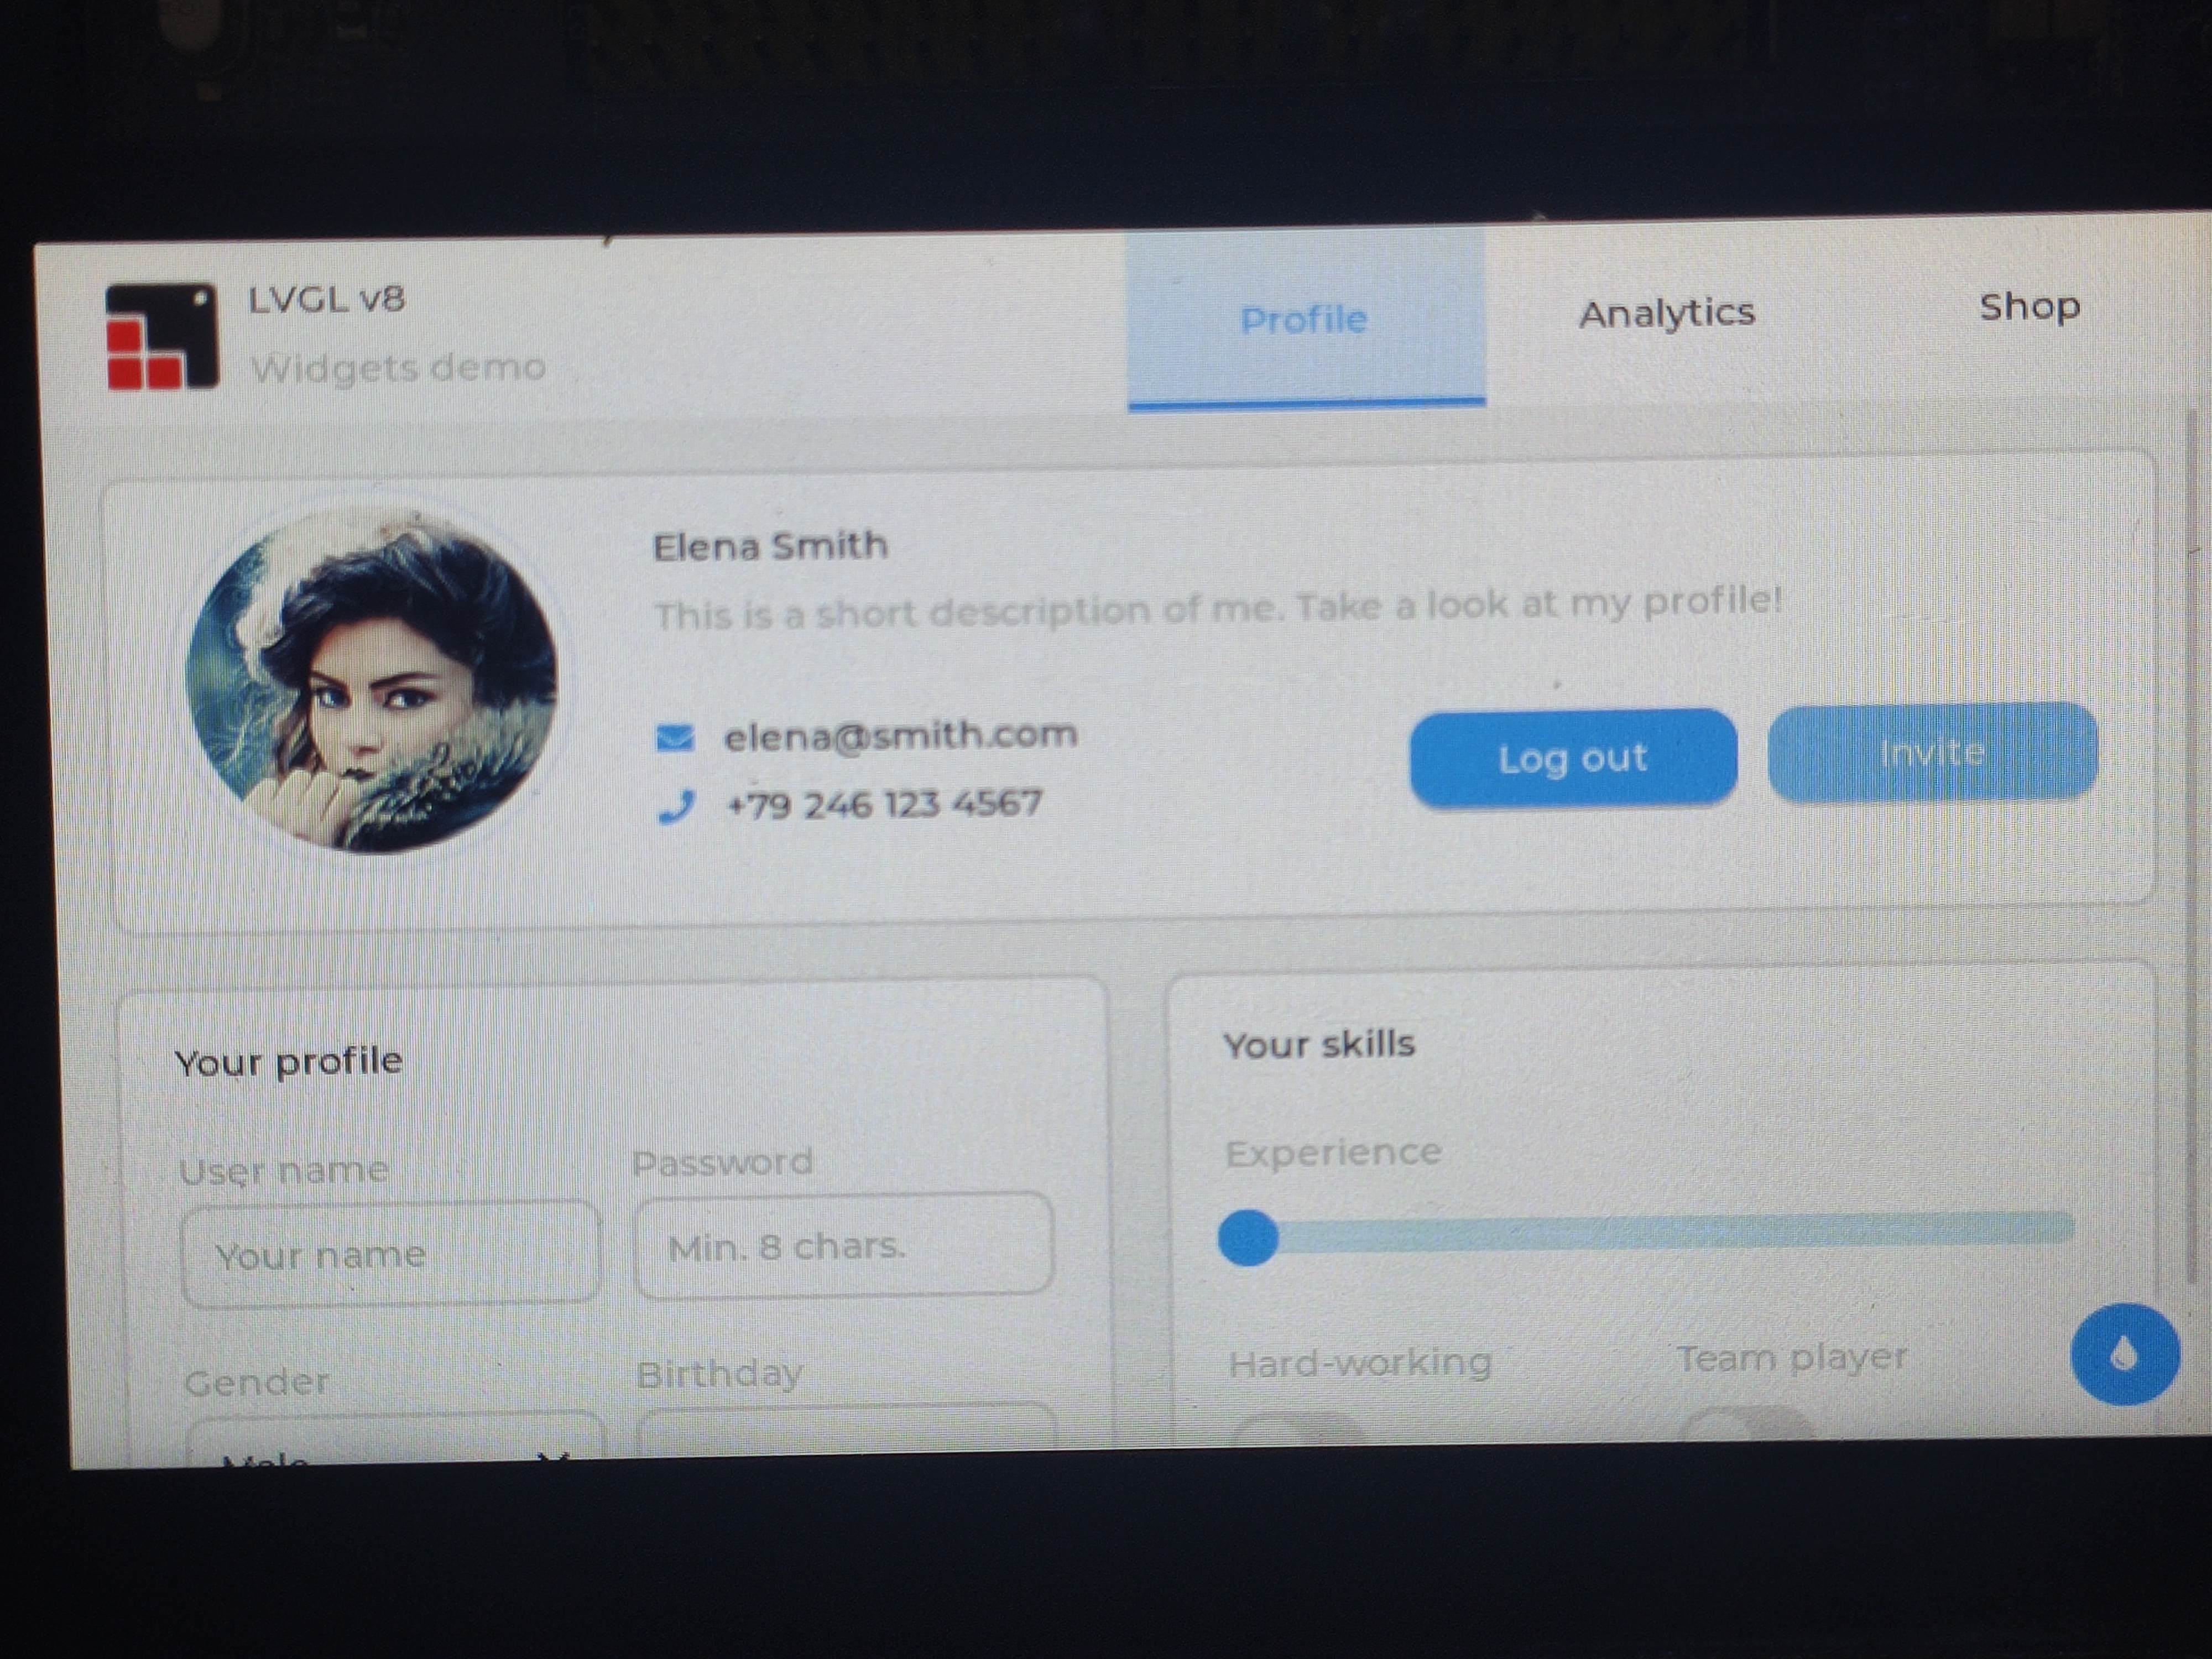 LVGL v8
Widgets demo
Profile
Analytics
Shop
Elena Smith
This is a short description of me. Take a look at my profile!
elena@smith.com
+79 246 123 4567
Log out
Invite
Your profile
User name
Password
Your name
Min. 8 chars.
Gender
Birthday
Male
Your skills
Experience
Hard-working
Team player